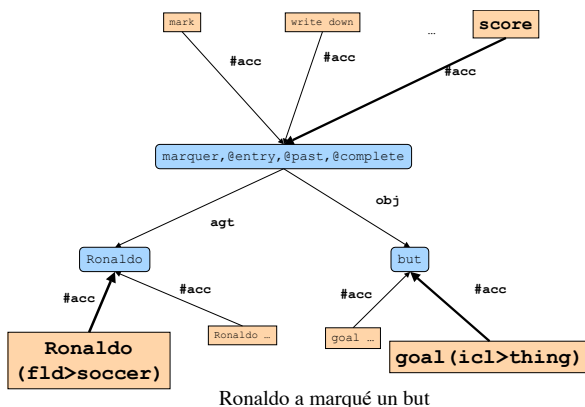 mark
write down
…
score
#acc
#acc
#acc
marquer,@entry,@past,@complete
agt
obj
Ronaldo
but
#acc
#acc
#acc
#acc
Ronaldo
(fld>soccer)
Ronaldo …
goal …
goal(icl>thing)
Ronaldo a marqué un but